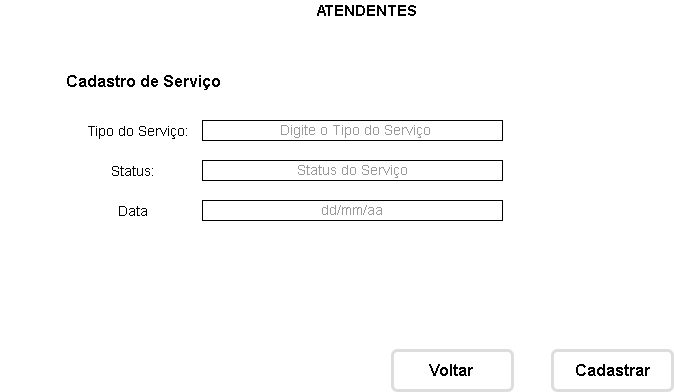 ATENDENTES
Cadastro de Serviço
Tipo do Serviço: Digite o Tipo do Serviço
Status: Status do Serviço
Data dd/mm/aa
Voltar Cadastrar